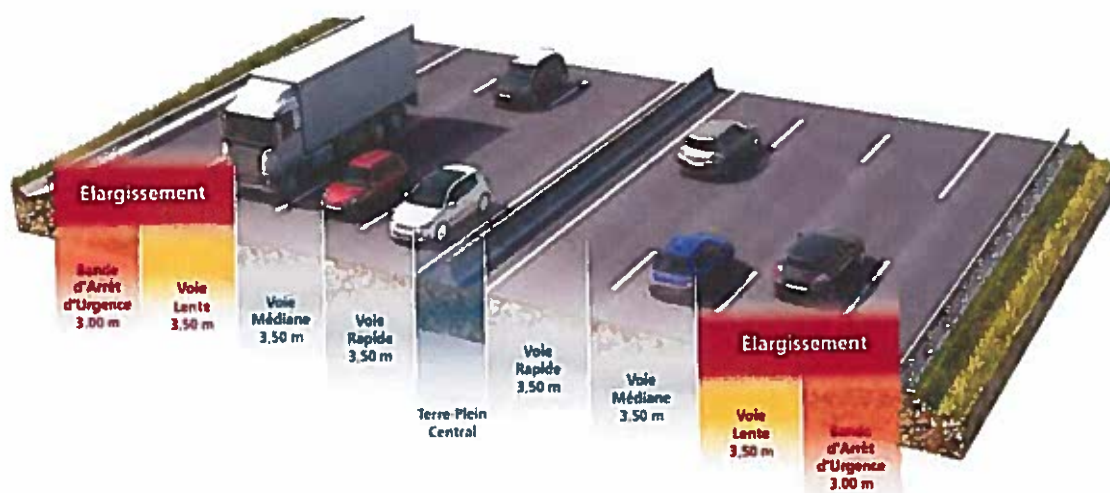 Elargissement
Bande
d'Arrêt
d'Urgence
3.00 m
Voie
Lente
3,50 m
Voie
Médiane
3,50 m
Voie
Rapide
3,50 m
Terre-Plein
Central
Voie
Rapide
3,50 m
Voie
Médiane
3.50 m
Elargissement
Voie
Lente
3,50 m
Bande
d'Arrêt
d'Urgence
3.00 m